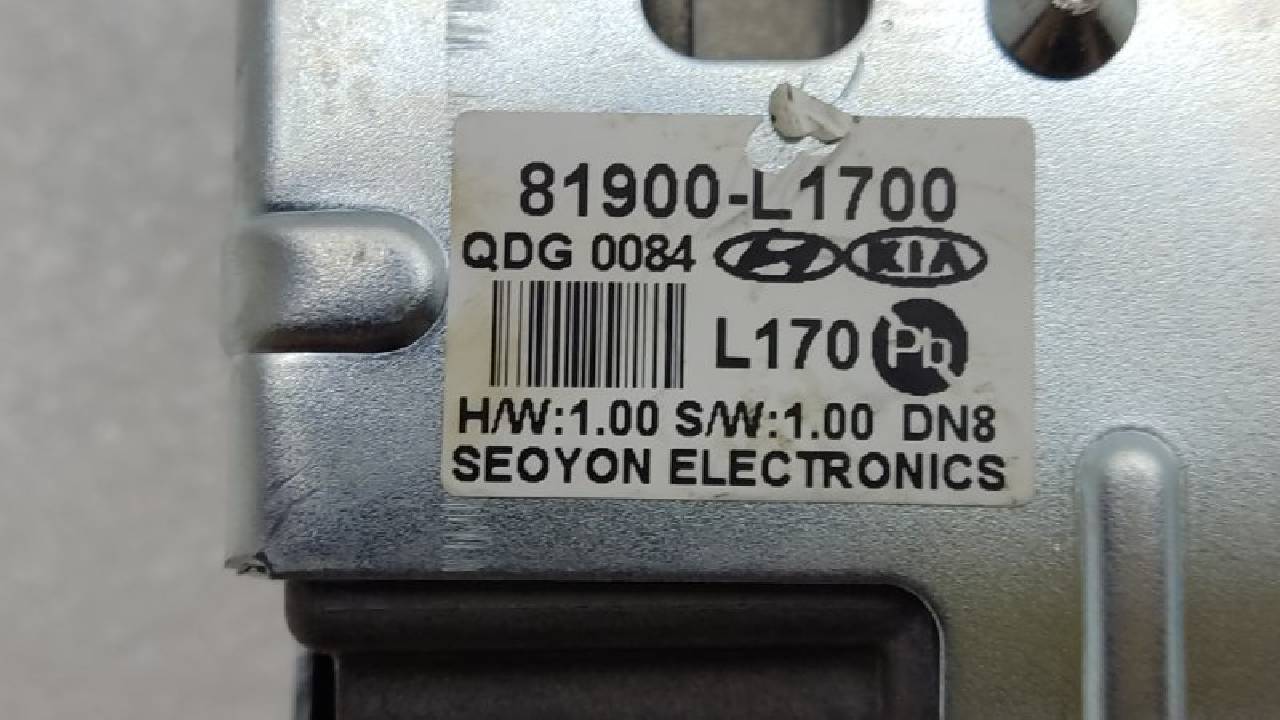 81900-L1700
QDG 0084 KIA
L170 Pb
H/W:1.00 S/W:1.00 DN8
SEOYON ELECTRONICS